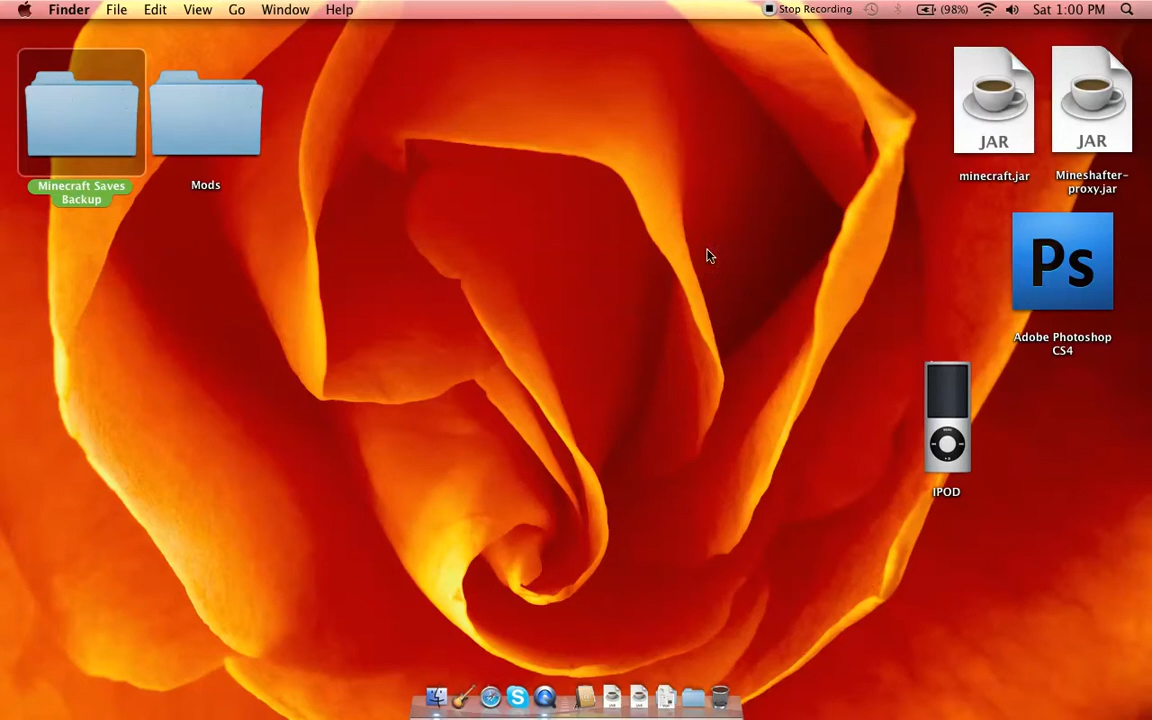 Finder File Edit View Go Window Help Stop Recording (98%) Sat 1:00 PM
Minecraft Saves
Backup
Mods
JAR
minecraft.jar
JAR
Mineshafter-
proxy.jar
Ps
Adobe Photoshop
CS4
IPOD